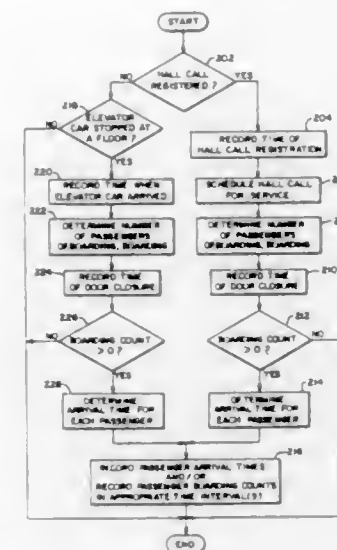 START
202
HALL CALL
REGISTERED?
NO
YES
218
ELEVATOR
CAR STOPPED AT
A FLOOR?
NO
YES
204
RECORD TIME OF
HALL CALL REGISTRATION
220
RECORD TIME WHEN
ELEVATOR CAR ARRIVED
SCHEDULE HALL CALL
FOR SERVICE
222
DETERMINE NUMBER
OF PASSENGERS
DEBOARDING, BOARDING
DETERMINE NUMBER
OF PASSENGERS
DEBOARDING, BOARDING
224
RECORD TIME
OF DOOR CLOSURE
210
RECORD TIME
OF DOOR CLOSURE
226
NO
BOARDING COUNT
> 0?
YES
212
BOARDING COUNT
> 0?
NO
YES
228
DETERMINE
ARRIVAL TIME FOR
EACH PASSENGER
214
DETERMINE
ARRIVAL TIME FOR
EACH PASSENGER
216
RECORD PASSENGER ARRIVAL TIMES
AND/OR
RECORD PASSENGER BOARDING COUNTS
IN APPROPRIATE TIME INTERVAL(S)
END